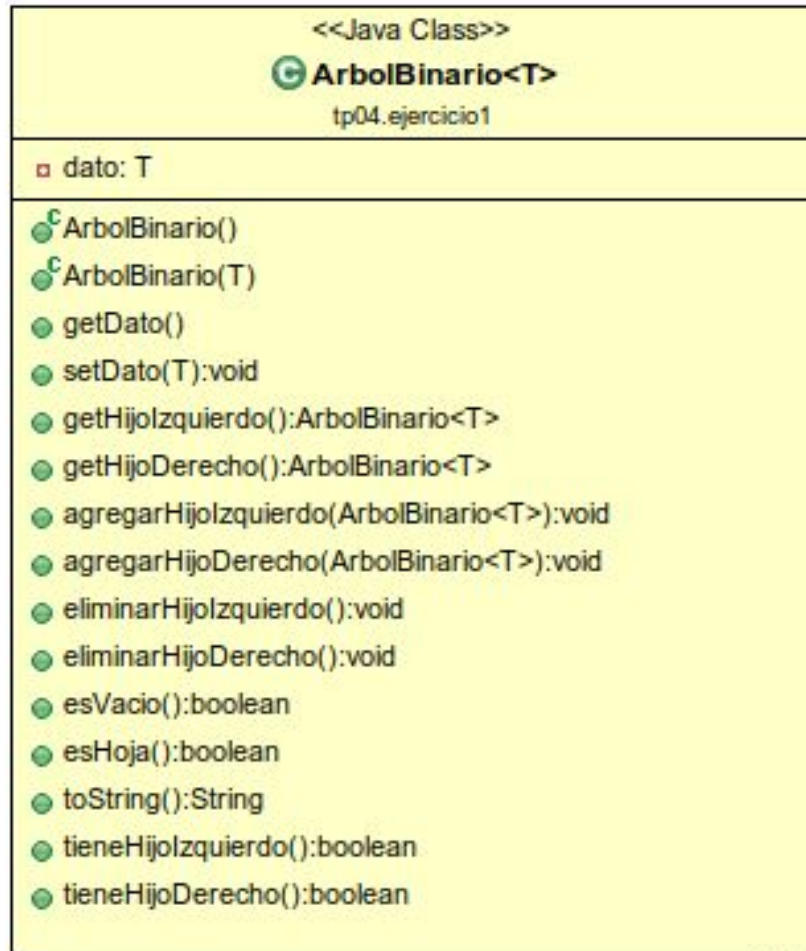 <<Java Class>>
ArbolBinario<T>
tp04.ejercicio1
dato: T
ArbolBinario()
ArbolBinario(T)
getDato()
setDato(T):void
getHijoIzquierdo():ArbolBinario<T>
getHijoDerecho():ArbolBinario<T>
agregarHijoIzquierdo(ArbolBinario<T>):void
agregarHijoDerecho(ArbolBinario<T>):void
eliminarHijoIzquierdo():void
eliminarHijoDerecho():void
esVacio():boolean
esHoja():boolean
toString():String
tieneHijoIzquierdo():boolean
tieneHijoDerecho():boolean